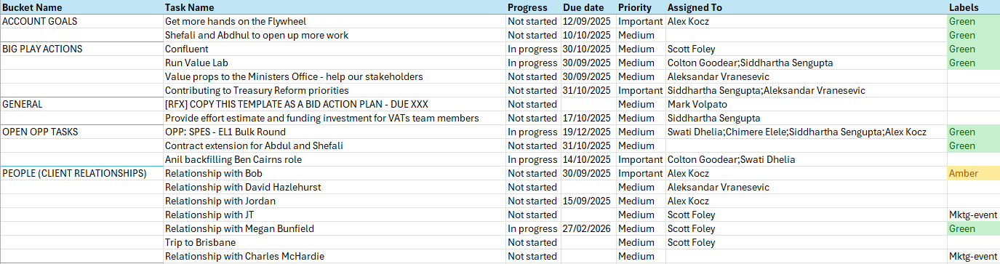 Bucket Name Task Name Progress Due date Priority Assigned To Labels
ACCOUNT GOALS Get more hands on the Flywheel Not started 12/09/2025 Important Alex Kocz Green
Shefali and Abdhul to open up more work Not started 10/10/2025 Medium Green
BIG PLAY ACTIONS Confluent In progress 30/10/2025 Medium Scott Foley Green
Run Value Lab In progress 30/09/2025 Medium Colton Goodear;Siddhartha Sengupta Green
Value props to the Ministers Office - help our stakeholders Not started 30/09/2025 Medium Aleksandar Vranesevic
Contributing to Treasury Reform priorities Not started 31/10/2025 Important Siddhartha Sengupta;Aleksandar Vranesevic
GENERAL [RFX] COPY THIS TEMPLATE AS A BID ACTION PLAN - DUE XXX Not started Medium Mark Volpato
Provide effort estimate and funding investment for VATs team members Not started 17/10/2025 Medium Siddhartha Sengupta
OPEN OPP TASKS OPP: SPES - EL1 Bulk Round In progress 19/12/2025 Medium Swati Dhelia;Chimere Elele;Siddhartha Sengupta;Alex Kocz Green
Contract extension for Abdul and Shefali Not started 31/10/2025 Medium Green
Anil backfilling Ben Cairns role In progress 14/10/2025 Important Colton Goodear;Swati Dhelia
PEOPLE (CLIENT RELATIONSHIPS) Relationship with Bob Not started 30/09/2025 Important Alex Kocz Amber
Relationship with David Hazlehurst Not started Medium Aleksandar Vranesevic
Relationship with Jordan Not started 15/09/2025 Medium Alex Kocz
Relationship with JT Not started Medium Scott Foley Mktg-event
Relationship with Megan Bunfield In progress 27/02/2026 Medium Scott Foley Green
Trip to Brisbane Not started Medium Scott Foley
Relationship with Charles McHardie Not started Medium Mktg-event